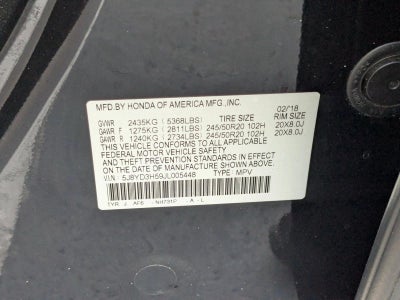 MFD. BY HONDA OF AMERICA MFG., INC. 02/'18
GVWR 2435KG (5368LBS) TIRE SIZE RIM SIZE
GAWR F 1275KG (2811LBS) 245/50R20 102H 20X8.0J
GAWR R 1240KG (2734LBS) 245/50R20 102H 20X8.0J
THIS VEHICLE CONFORMS TO ALL APPLICABLE
FEDERAL MOTOR VEHICLE SAFETY
AND THEFT PREVENTION STANDARDS IN EFFECT ON
THE DATE OF MANUFACTURE SHOWN ABOVE.
V.I.N.: 5J8YD3H59JL005448 TYPE: MPV
TYR J AF6 NH731P - A - L